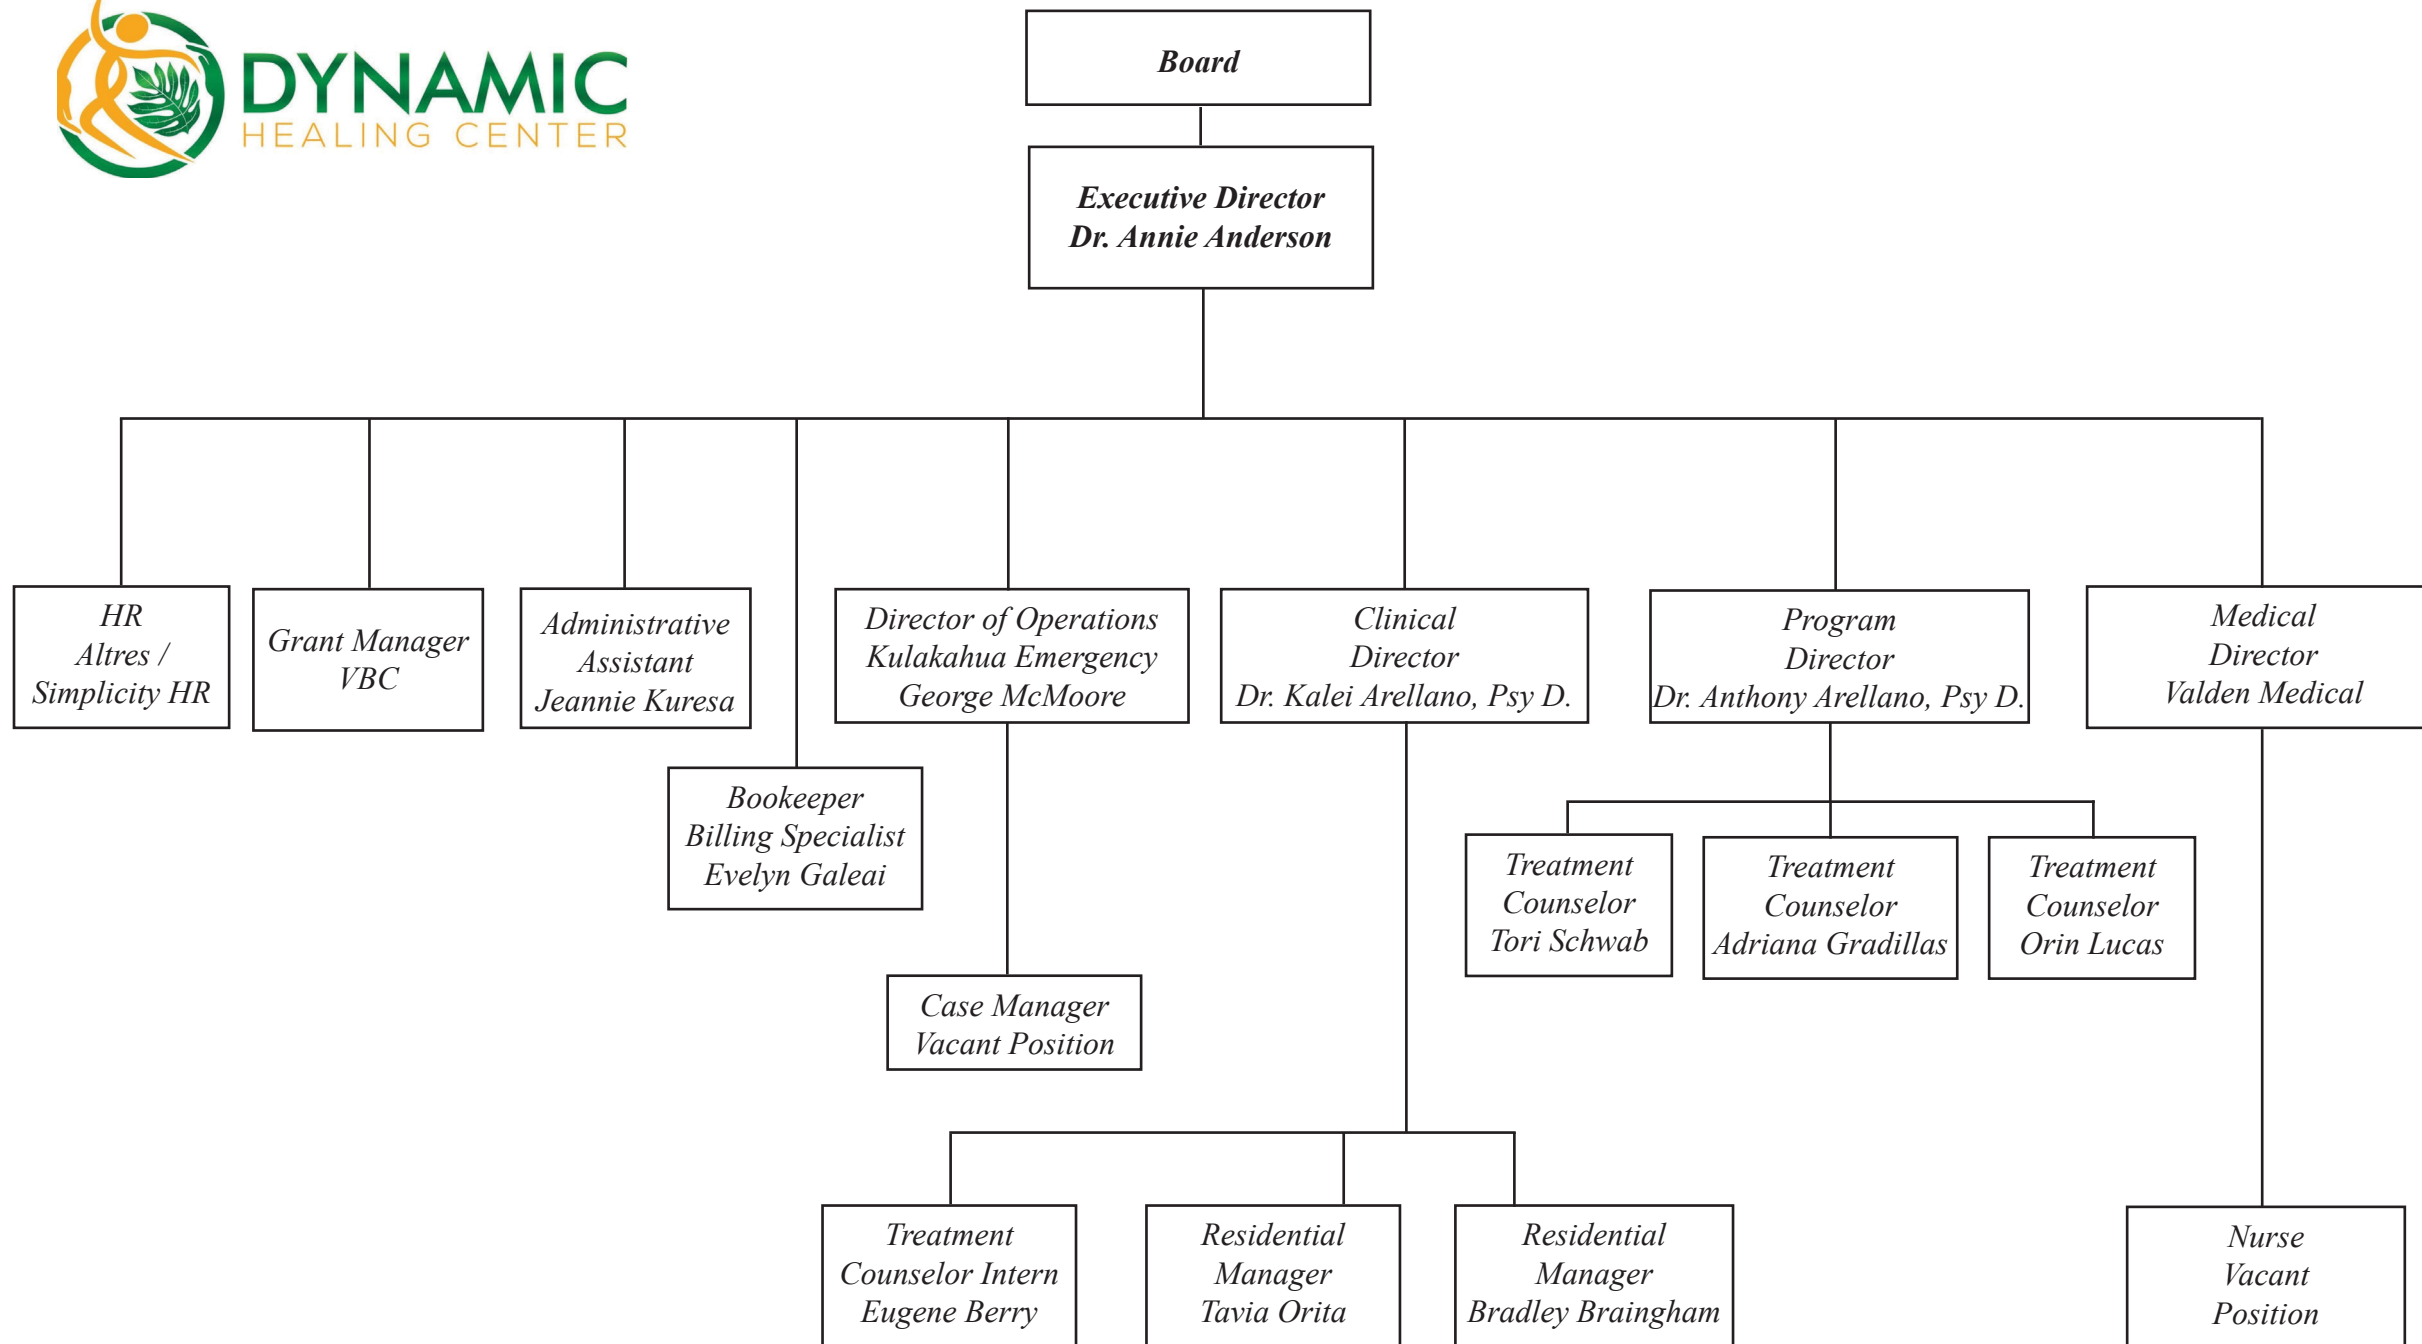 DYNAMIC
HEALING CENTER
Board
Executive Director
Dr. Annie Anderson
HR
Altres /
Simplicity HR
Grant Manager
VBC
Administrative
Assistant
Jeannie Kuresa
Bookeeper
Billing Specialist
Evelyn Galeai
Director of Operations
Kulakahua Emergency
George McMoore
Clinical
Director
Dr. Kalei Arellano, Psy D.
Program
Director
Dr. Anthony Arellano, Psy D.
Medical
Director
Valden Medical
Treatment
Counselor
Tori Schwab
Treatment
Counselor
Adriana Gradillas
Treatment
Counselor
Orin Lucas
Case Manager
Vacant Position
Treatment
Counselor Intern
Eugene Berry
Residential
Manager
Tavia Orita
Residential
Manager
Bradley Braingham
Nurse
Vacant
Position